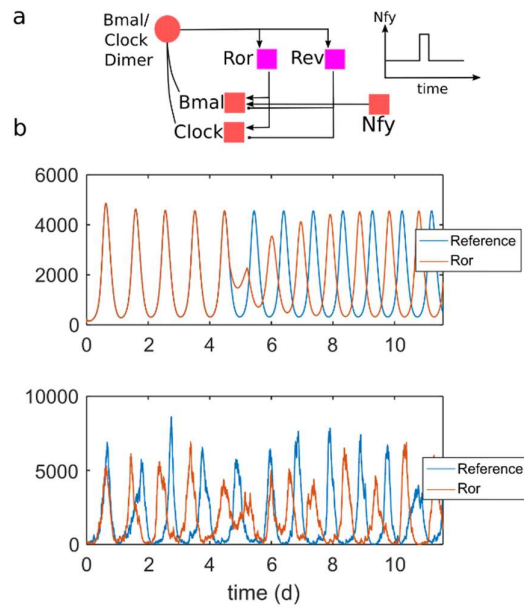 a
Bmal/
Clock
Dimer
Ror
Rev
Bmal
Clock
Nfy
Nfy
time
b
6000
4000
2000
0
Reference
Ror
0 2 4 6 8 10
10000
5000
0
Reference
Ror
0 2 4 6 8 10
time (d)